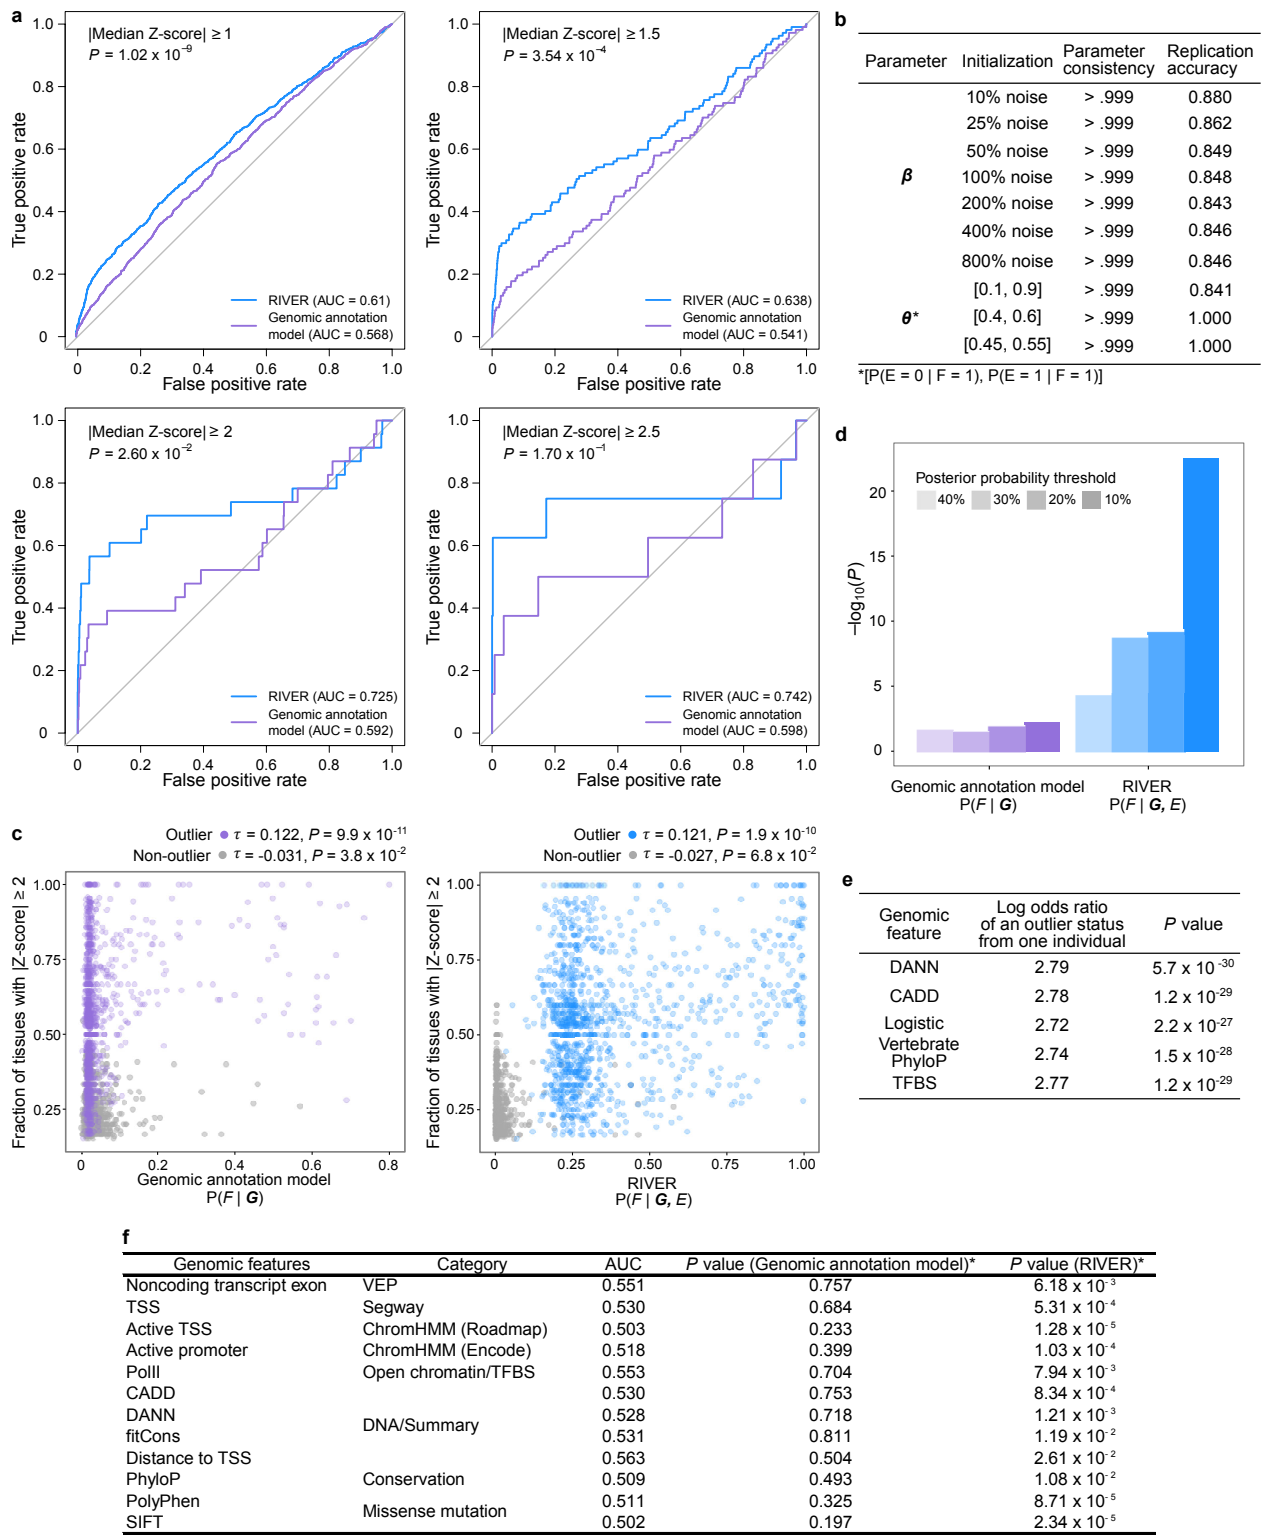 a
|Median Z-score| ≥ 1
P = 1.02 x 10⁻⁹
True positive rate
1.0
0.8
0.6
0.4
0.2
0
RIVER (AUC = 0.61)
Genomic annotation
model (AUC = 0.568)
0 0.2 0.4 0.6 0.8 1.0
False positive rate
|Median Z-score| ≥ 1.5
P = 3.54 x 10⁻⁴
True positive rate
1.0
0.8
0.6
0.4
0.2
0
RIVER (AUC = 0.638)
Genomic annotation
model (AUC = 0.541)
0 0.2 0.4 0.6 0.8 1.0
False positive rate
|Median Z-score| ≥ 2
P = 2.60 x 10⁻²
True positive rate
1.0
0.8
0.6
0.4
0.2
0
RIVER (AUC = 0.725)
Genomic annotation
model (AUC = 0.592)
0 0.2 0.4 0.6 0.8 1.0
False positive rate
|Median Z-score| ≥ 2.5
P = 1.70 x 10⁻¹
True positive rate
1.0
0.8
0.6
0.4
0.2
0
RIVER (AUC = 0.742)
Genomic annotation
model (AUC = 0.598)
0 0.2 0.4 0.6 0.8 1.0
False positive rate
b
Parameter Initialization Parameter consistency Replication accuracy
10% noise > .999 0.880
25% noise > .999 0.862
50% noise > .999 0.849
β 100% noise > .999 0.848
200% noise > .999 0.843
400% noise > .999 0.846
800% noise > .999 0.846
[0.1, 0.9] > .999 0.841
θ* [0.4, 0.6] > .999 1.000
[0.45, 0.55] > .999 1.000
*[P(E = 0 | F = 1), P(E = 1 | F = 1)]
d
Posterior probability threshold
40% 30% 20% 10%
−log₁₀(P)
20
15
10
5
0
Genomic annotation model
P(F | G)
RIVER
P(F | G, E)
c
Outlier τ = 0.122, P = 9.9 x 10⁻¹¹
Non-outlier τ = -0.031, P = 3.8 x 10⁻²
Fraction of tissues with |Z-score| ≥ 2
1.00
0.75
0.50
0.25
0 0.2 0.4 0.6 0.8
Genomic annotation model
P(F | G)
Outlier τ = 0.121, P = 1.9 x 10⁻¹⁰
Non-outlier τ = -0.027, P = 6.8 x 10⁻²
Fraction of tissues with |Z-score| ≥ 2
1.00
0.75
0.50
0.25
0 0.25 0.50 0.75 1.00
RIVER
P(F | G, E)
e
Genomic feature Log odds ratio of an outlier status from one individual P value
DANN 2.79 5.7 x 10⁻³⁰
CADD 2.78 1.2 x 10⁻²⁹
Logistic 2.72 2.2 x 10⁻²⁷
Vertebrate PhyloP 2.74 1.5 x 10⁻²⁸
TFBS 2.77 1.2 x 10⁻²⁹
f
Genomic features Category AUC P value (Genomic annotation model)* P value (RIVER)*
Noncoding transcript exon VEP 0.551 0.757 6.18 x 10⁻³
TSS Segway 0.530 0.684 5.31 x 10⁻⁴
Active TSS ChromHMM (Roadmap) 0.503 0.233 1.28 x 10⁻⁵
Active promoter ChromHMM (Encode) 0.518 0.399 1.03 x 10⁻⁴
PolII Open chromatin/TFBS 0.553 0.704 7.94 x 10⁻³
CADD 0.530 0.753 8.34 x 10⁻⁴
DANN DNA/Summary 0.528 0.718 1.21 x 10⁻³
fitCons 0.531 0.811 1.19 x 10⁻²
Distance to TSS 0.563 0.504 2.61 x 10⁻²
PhyloP Conservation 0.509 0.493 1.08 x 10⁻²
PolyPhen Missense mutation 0.511 0.325 8.71 x 10⁻⁵
SIFT 0.502 0.197 2.34 x 10⁻⁵